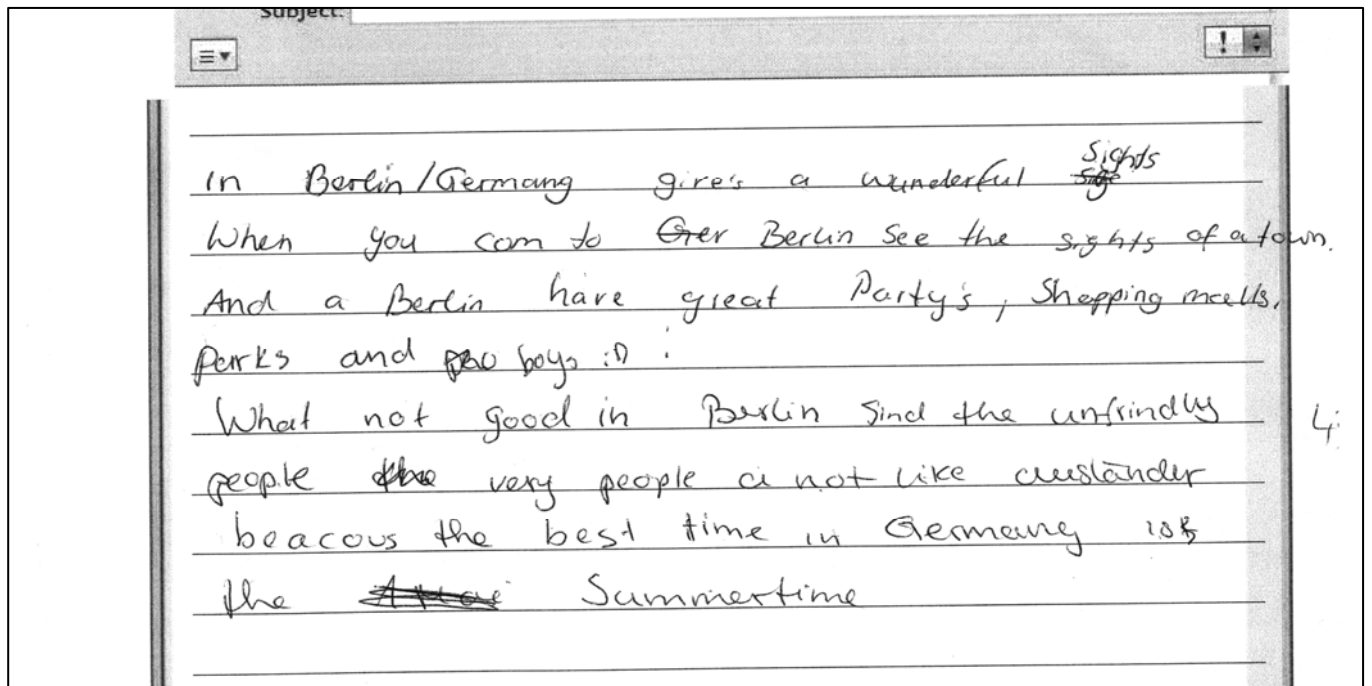 Subject:
!
In Berlin/Germany give's a wunderful Sights
When you com to Ger Berlin See the sights of a town.
And a Berlin have great Party's, Shopping malls,
Parks and boys :D
What not good in Berlin Sind the unfrindly
people very people a not like ausländer
beacous the best time in Germany is
the Summertime
4: